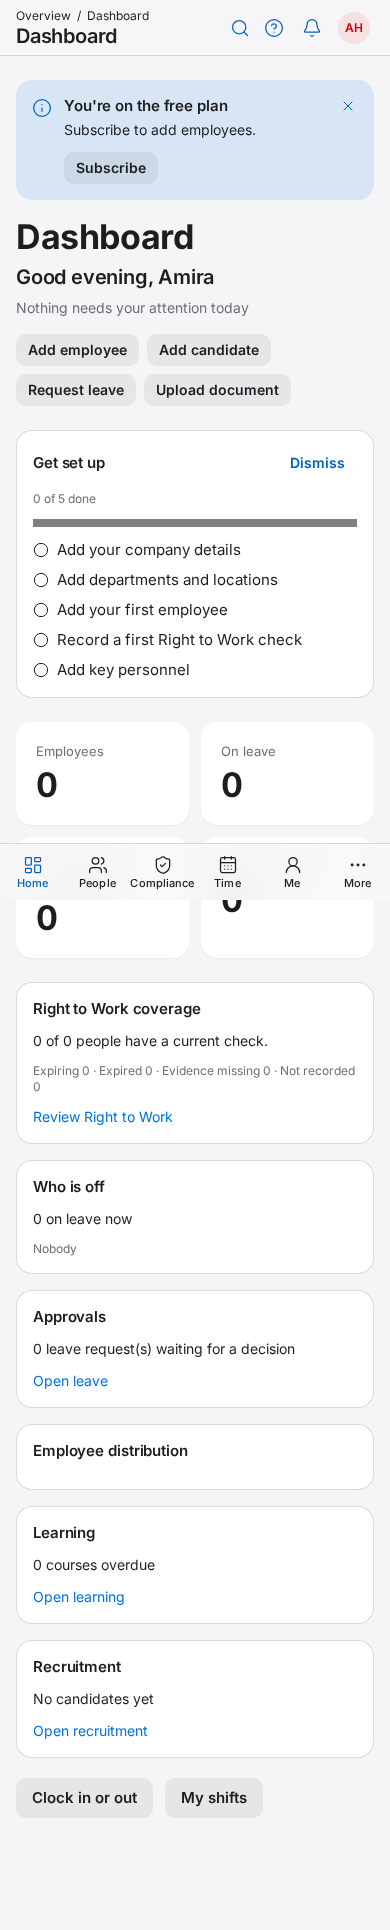 Overview / Dashboard
Dashboard
AH
You're on the free plan
Subscribe to add employees.
Subscribe
Dashboard
Good evening, Amira
Nothing needs your attention today
Add employee
Add candidate
Request leave
Upload document
Get set up
Dismiss
0 of 5 done
Add your company details
Add departments and locations
Add your first employee
Record a first Right to Work check
Add key personnel
Employees
0
On leave
0
Home
People
Compliance
Time
Me
More
0
0
Right to Work coverage
0 of 0 people have a current check.
Expiring 0 · Expired 0 · Evidence missing 0 · Not recorded
0
Review Right to Work
Who is off
0 on leave now
Nobody
Approvals
0 leave request(s) waiting for a decision
Open leave
Employee distribution
Learning
0 courses overdue
Open learning
Recruitment
No candidates yet
Open recruitment
Clock in or out
My shifts